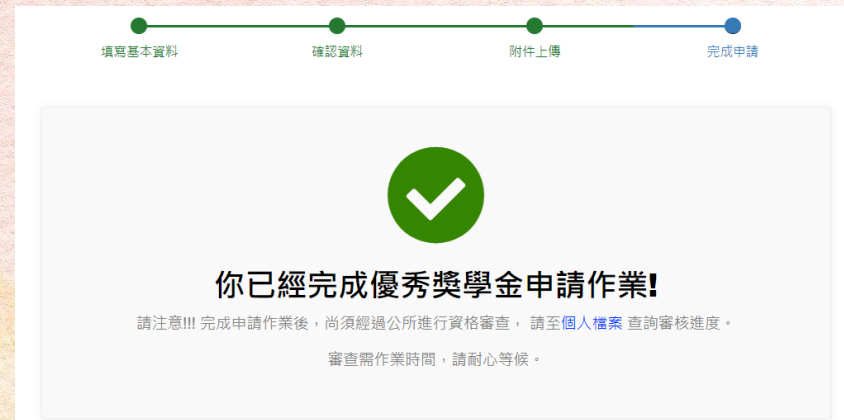 填寫基本資料
確認資料
附件上傳
完成申請
你已經完成優秀獎學金申請作業!
請注意!!! 完成申請作業後，尚須經過公所進行資格審查， 請至個人檔案 查詢審核進度。
審查需作業時間，請耐心等候。